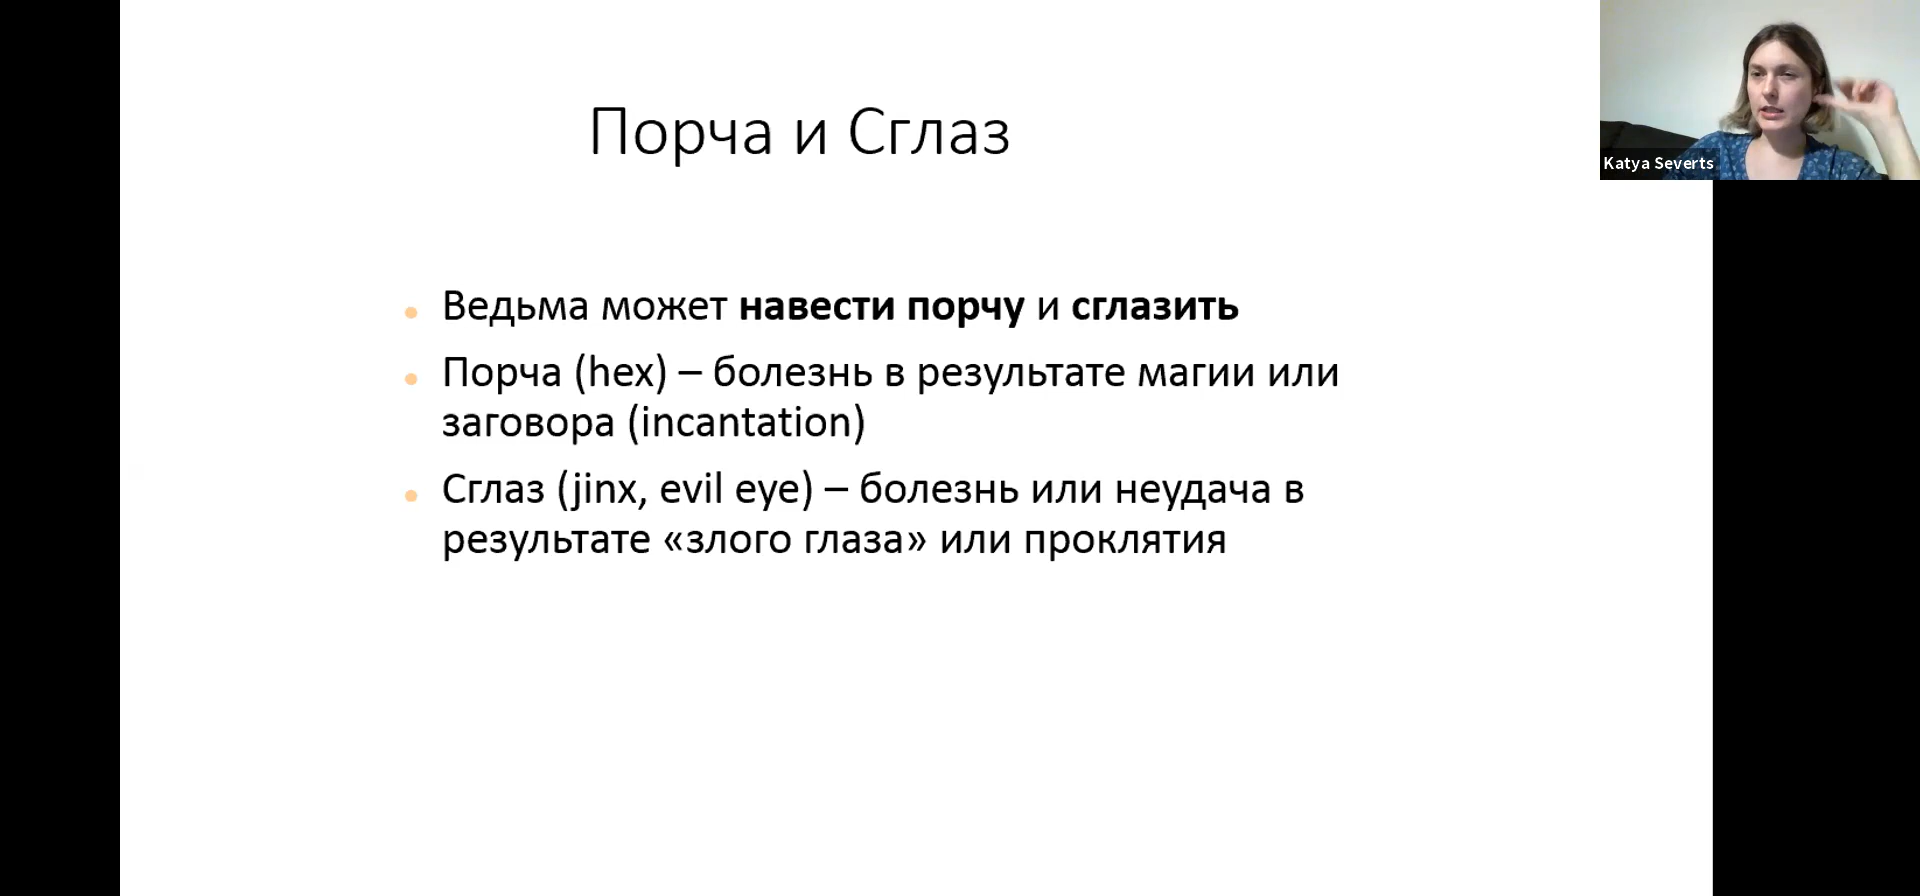 Порча и Сглаз
Katya Severts
• Ведьма может навести порчу и сглазить
• Порча (hex) – болезнь в результате магии или
заговора (incantation)
• Сглаз (jinx, evil eye) – болезнь или неудача в
результате «злого глаза» или проклятия